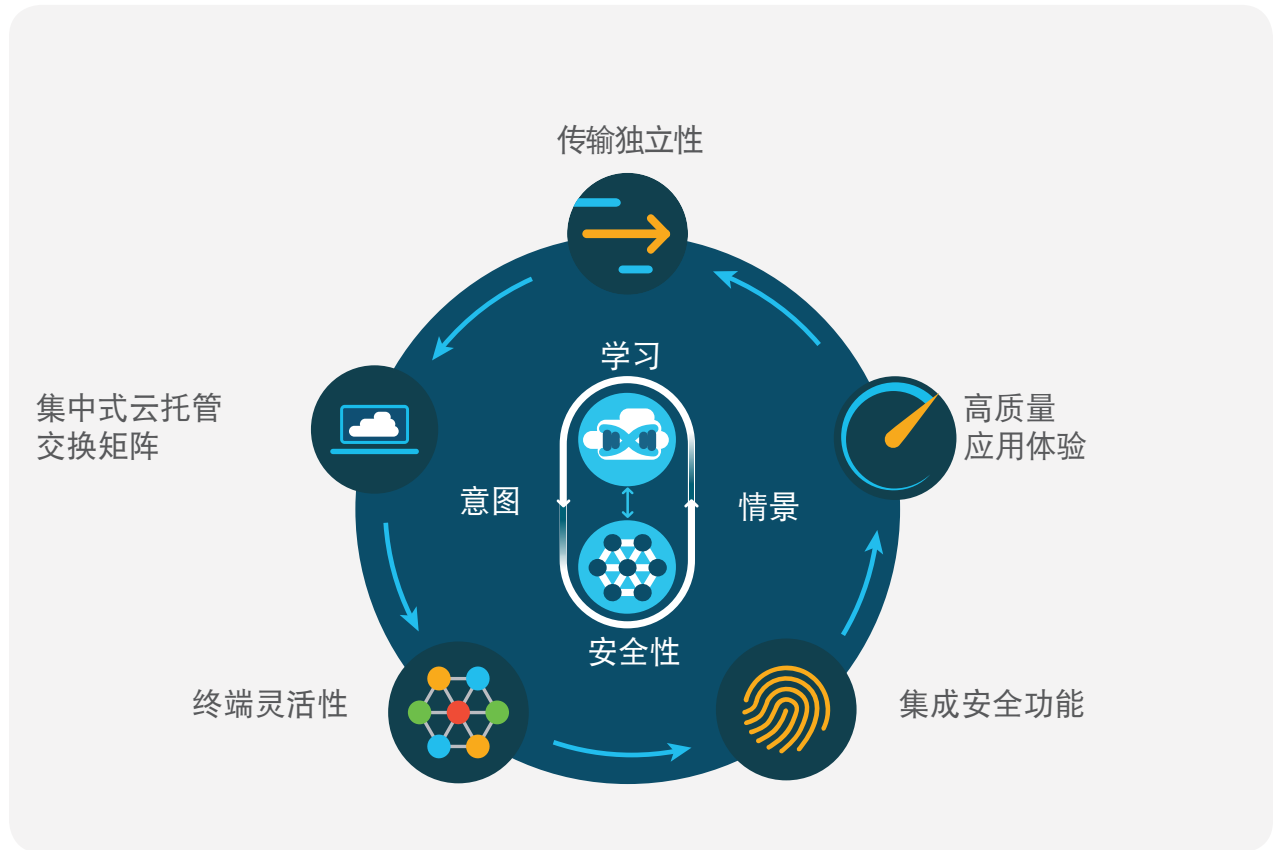 传输独立性
学习
集中式云托管
交换矩阵
高质量
应用体验
意图
情景
安全性
终端灵活性
集成安全功能